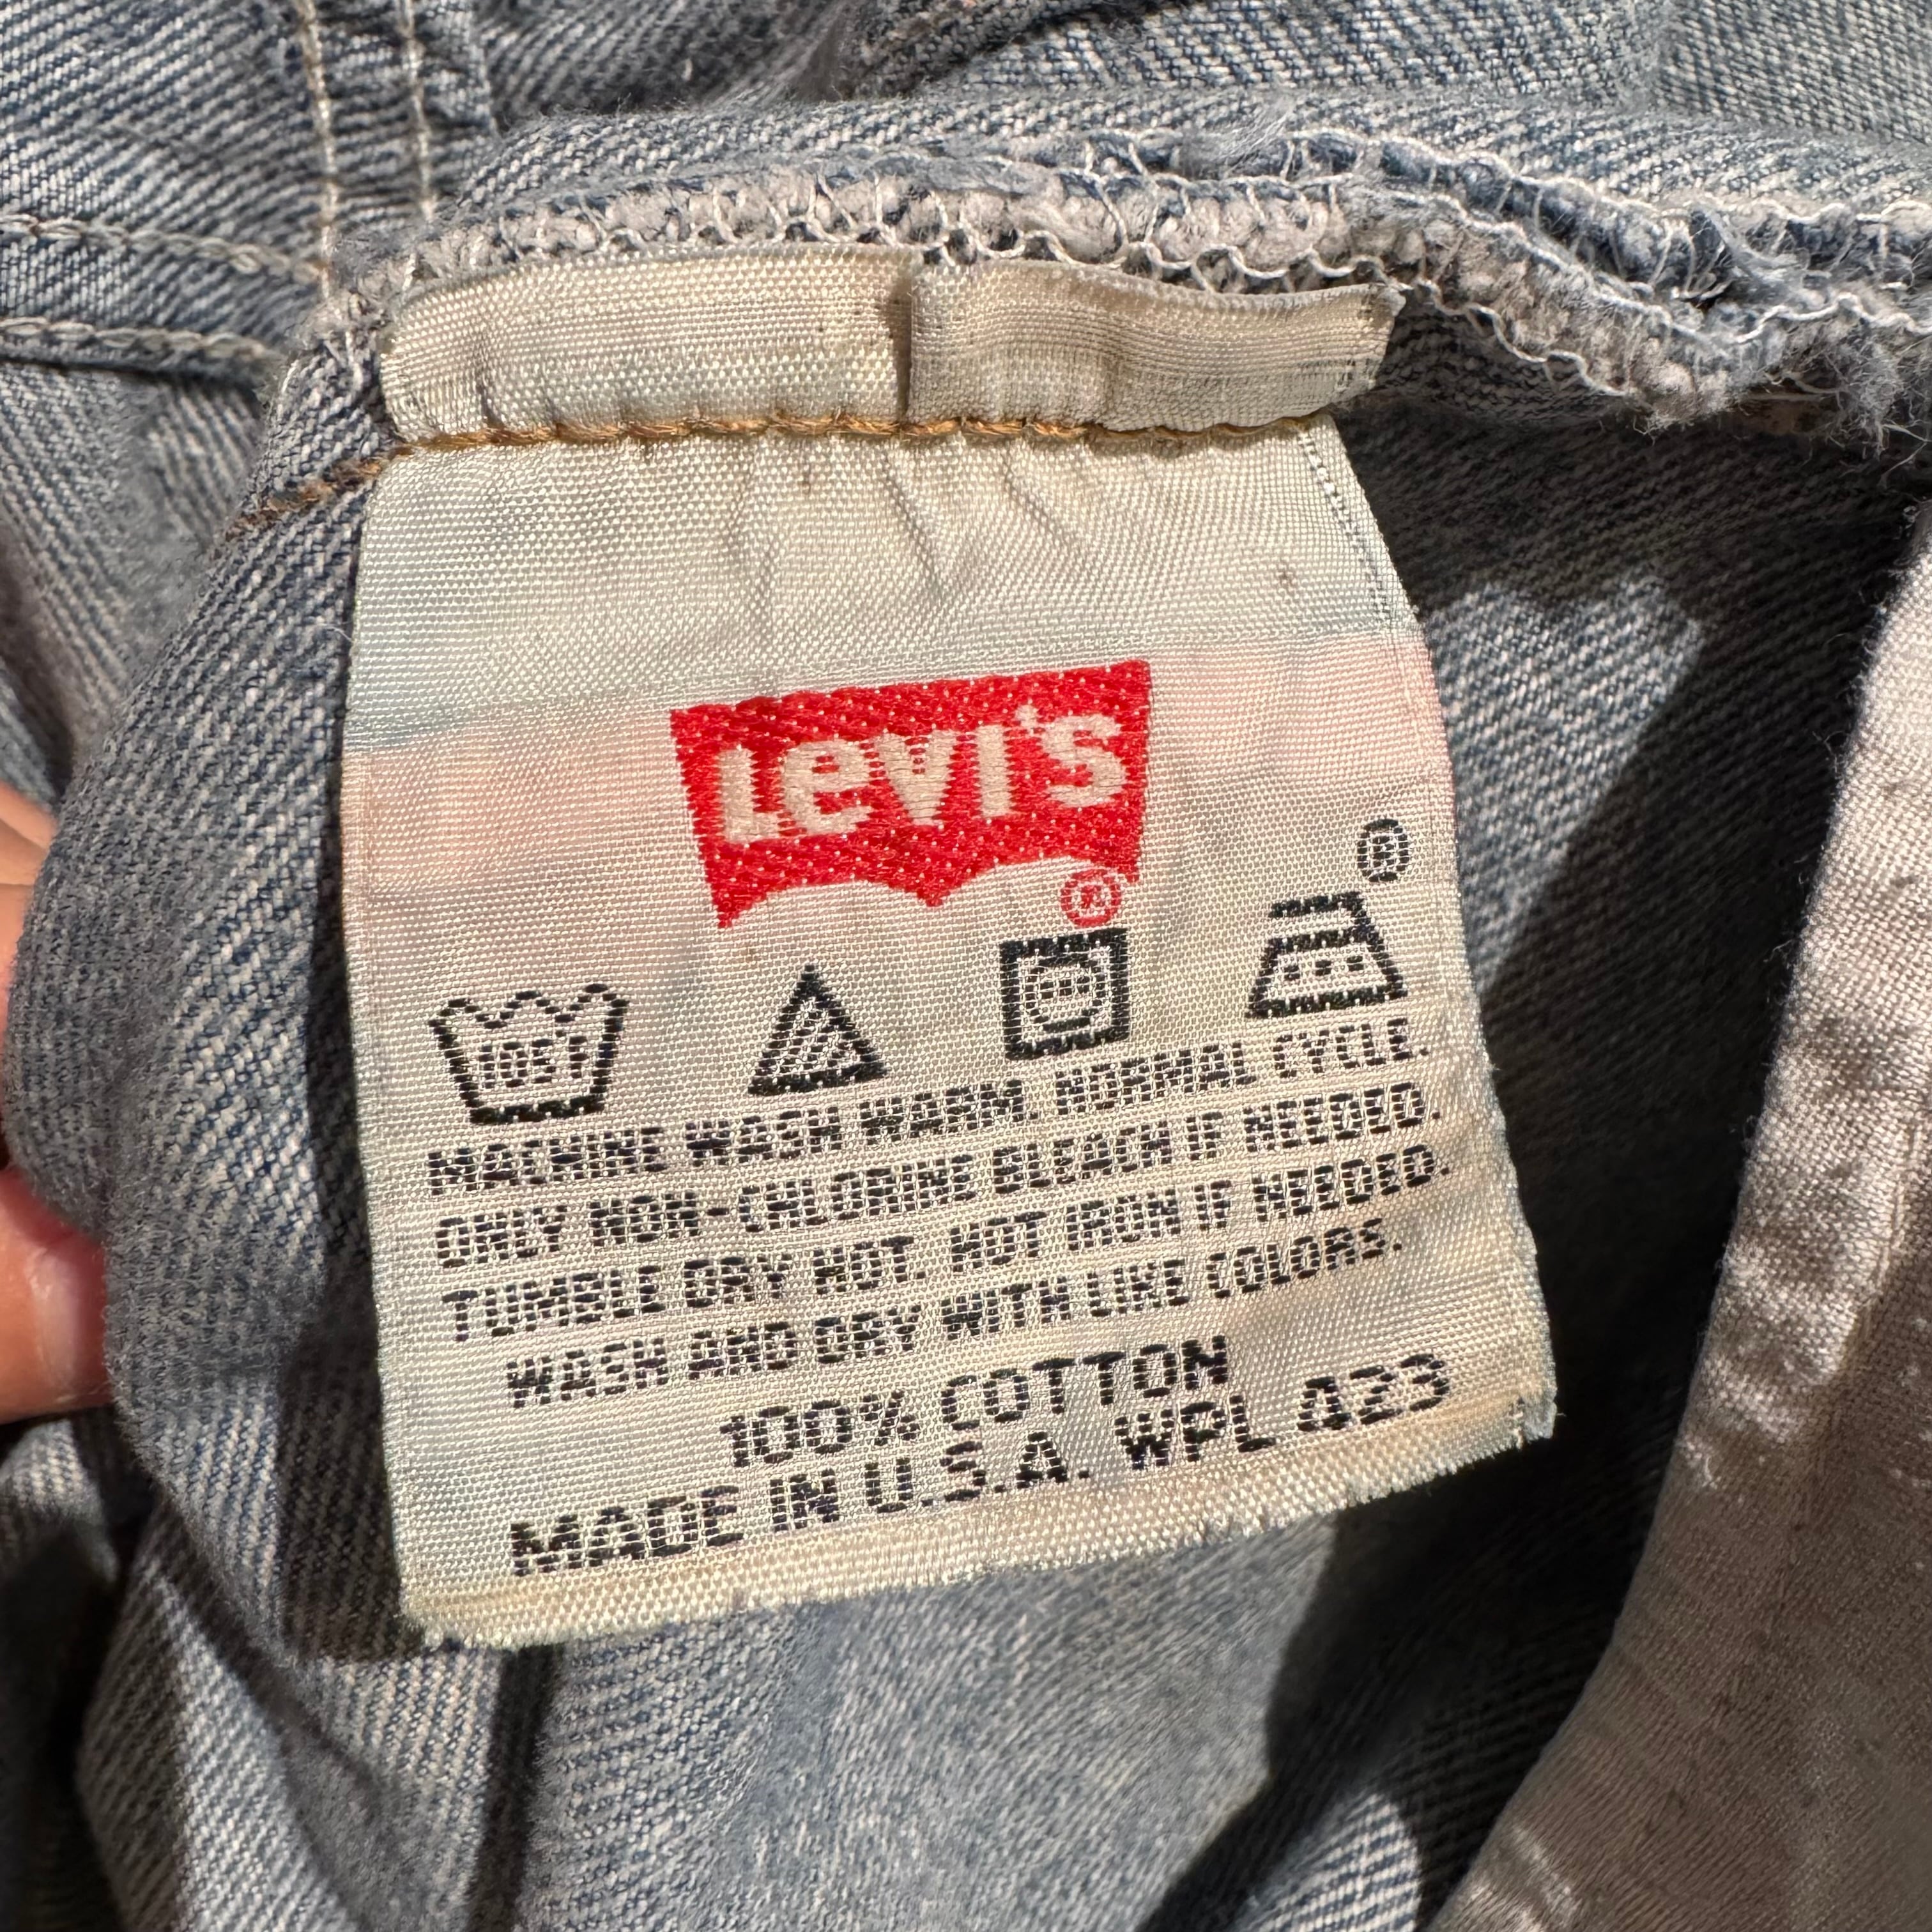 Levi's
®
®
105F
MACHINE WASH WARM. NORMAL CYCLE.
ONLY NON-CHLORINE BLEACH IF NEEDED.
TUMBLE DRY HOT. HOT IRON IF NEEDED.
WASH AND DRY WITH LIKE COLORS.
100% COTTON
MADE IN U.S.A. WPL 423